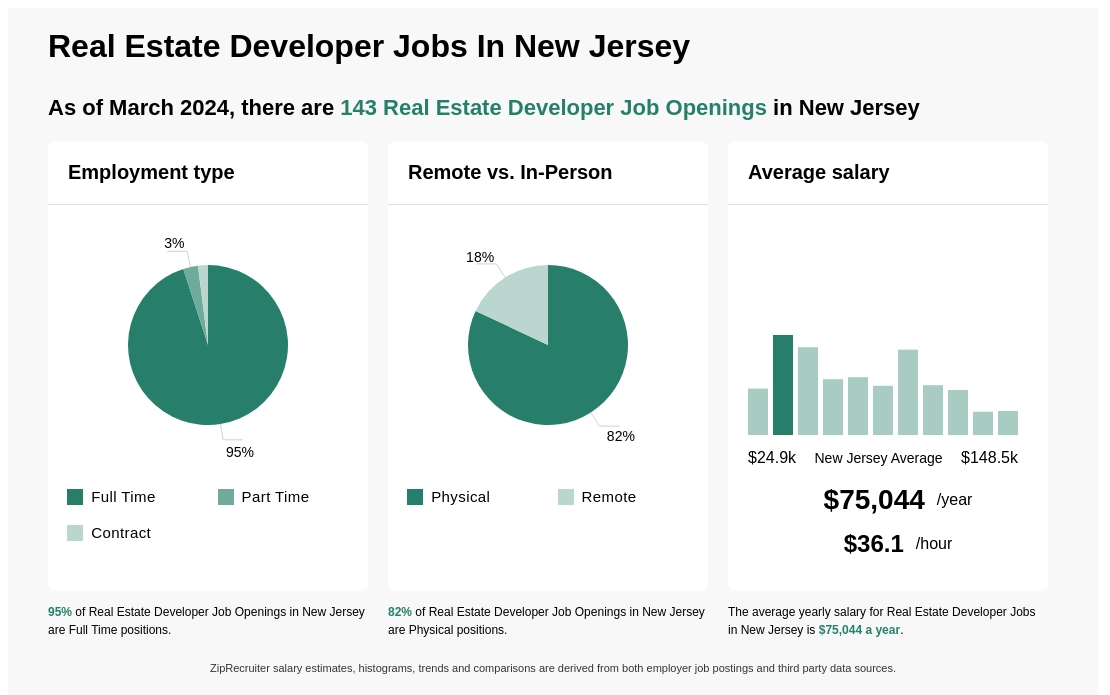 Real Estate Developer Jobs In New Jersey
As of March 2024, there are 143 Real Estate Developer Job Openings in New Jersey
Employment type
3%
95%
Full Time
Part Time
Contract
95% of Real Estate Developer Job Openings in New Jersey
are Full Time positions.
Remote vs. In-Person
18%
82%
Physical
Remote
82% of Real Estate Developer Job Openings in New Jersey
are Physical positions.
Average salary
$24.9k New Jersey Average $148.5k
$75,044 /year
$36.1 /hour
The average yearly salary for Real Estate Developer Jobs
in New Jersey is $75,044 a year.
ZipRecruiter salary estimates, histograms, trends and comparisons are derived from both employer job postings and third party data sources.